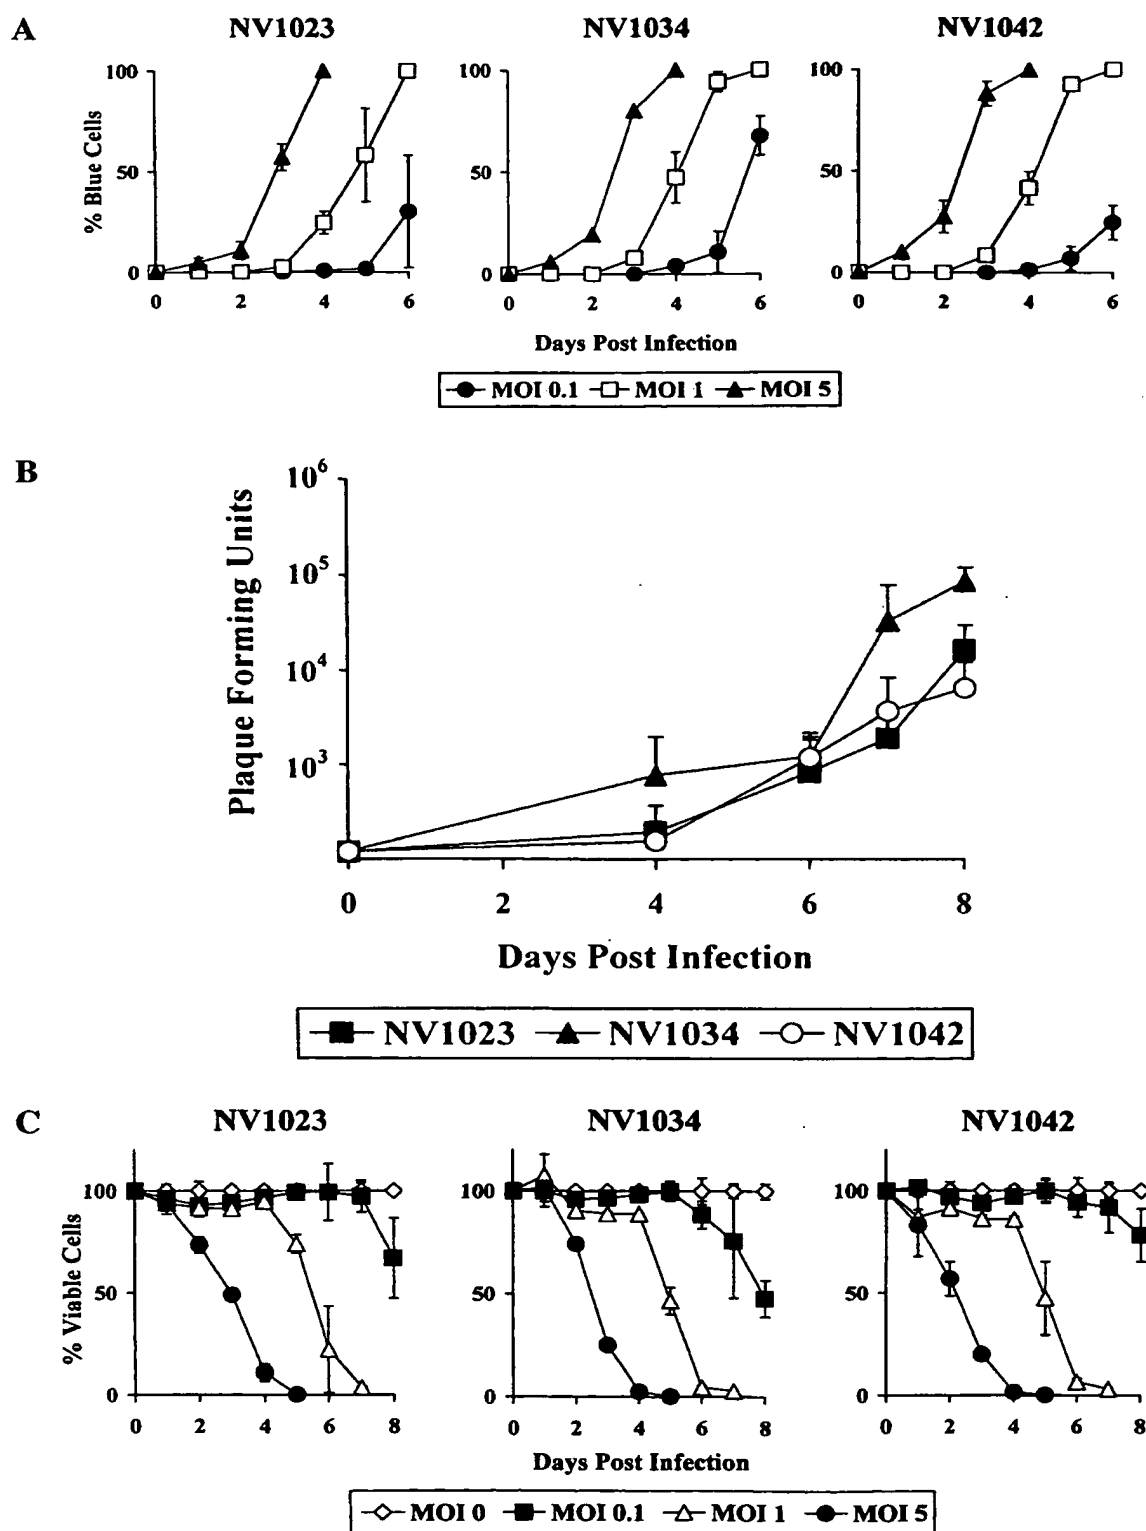 A
NV1023 NV1034 NV1042
% Blue Cells
100 100 100
50 50 50
0 0 0
0 2 4 6 0 2 4 6 0 2 4 6
Days Post Infection
MOI 0.1 MOI 1 MOI 5
B
Plaque Forming Units
10^6
10^5
10^4
10^3
0 2 4 6 8
Days Post Infection
NV1023 NV1034 NV1042
C
NV1023 NV1034 NV1042
% Viable Cells
100 100 100
50 50 50
0 0 0
0 2 4 6 8 0 2 4 6 8 0 2 4 6 8
Days Post Infection
MOI 0 MOI 0.1 MOI 1 MOI 5